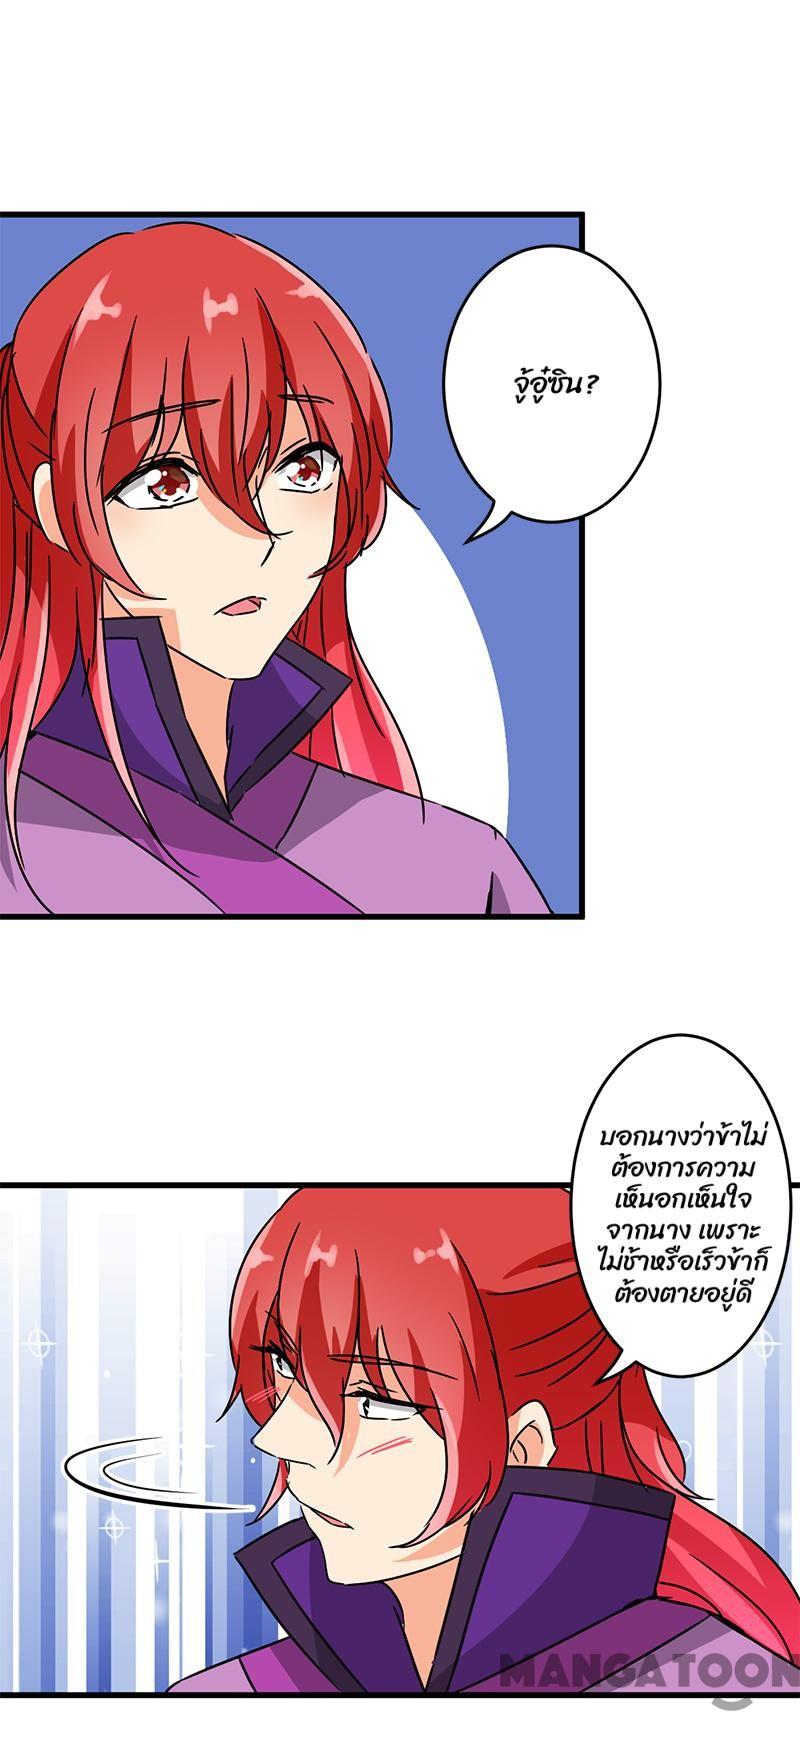 จู้อู๋ซิน?
บอกนางว่าข้าไม่
ต้องการความ
เห็นอกเห็นใจ
จากนาง เพราะ
ไม่ช้าหรือเร็วข้าก็
ต้องตายอยู่ดี
MANGATOON